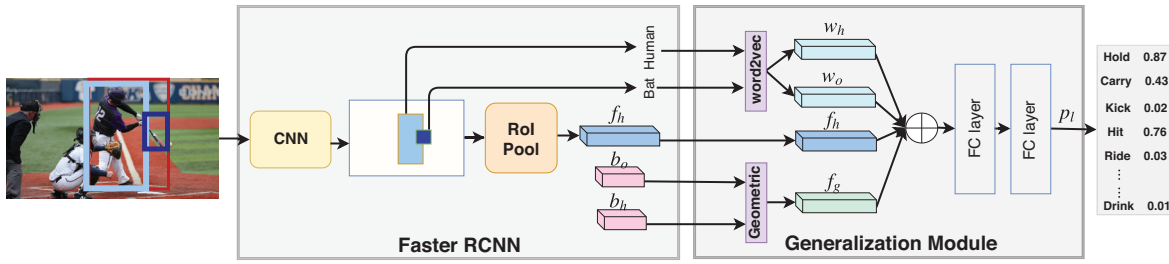 CNN
RoI
Pool
Human
Bat
f_h
b_o
b_h
Faster RCNN
word2vec
Geometric
w_h
w_o
f_h
f_g
FC layer
FC layer
p_l
Generalization Module
Hold 0.87
Carry 0.43
Kick 0.02
Hit 0.76
Ride 0.03
Drink 0.01